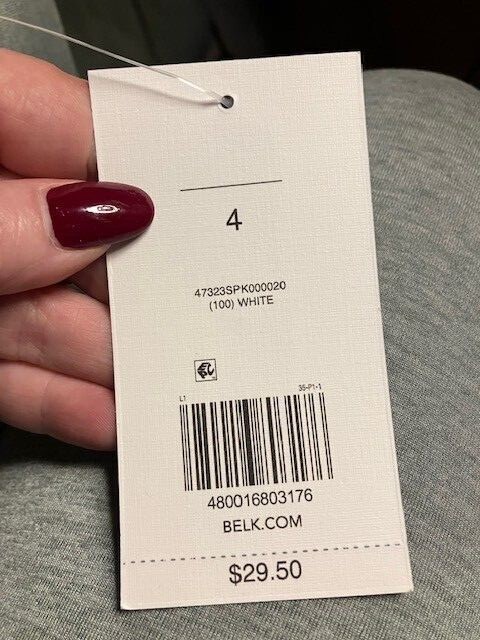 4
47323SPK000020
(100) WHITE
L1 35-P1-1
480016803176
BELK.COM
$29.50